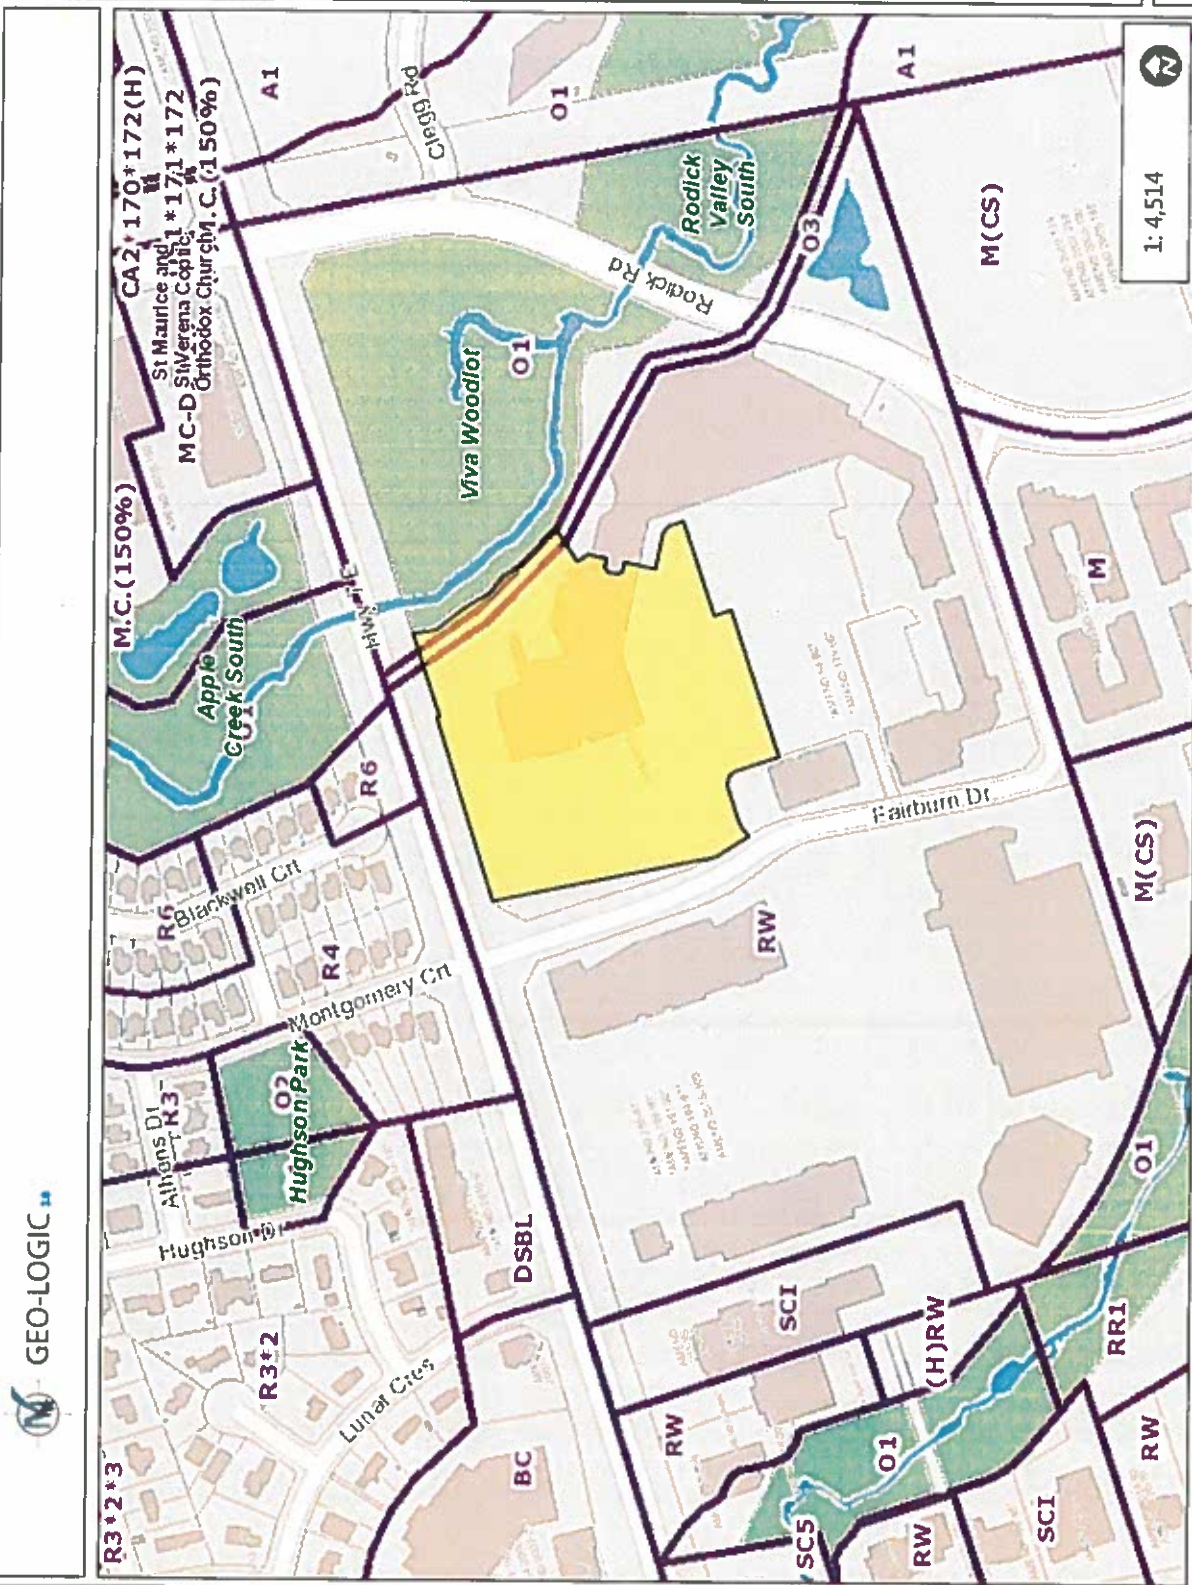 GEO-LOGIC
R3*2*3
R3*2
Lunar Cres
BC
Hughson Dr
Athens Dr
R3
O2
Hughson Park
DSBL
R6
Blackwell Crt
R4
Montgomery Crt
R6
M.C.(150%)
Apple
Creek South
O1
Hwy 7 E
CA2*170*172(H)
St Maurice and
MC-D St Verena Coptic
*171*172
Orthodox Church
M.C.(150%)
A1
Clegg Rd
O1
A1
Viva Woodlot
O1
Rodick Rd
Rodick
Valley
South
O3
M(CS)
RW
Fairburn Dr
M
M(CS)
RW
SCI
(H)RW
O1
RR1
O1
SC5
RW
SCI
RW
1: 4,514
N